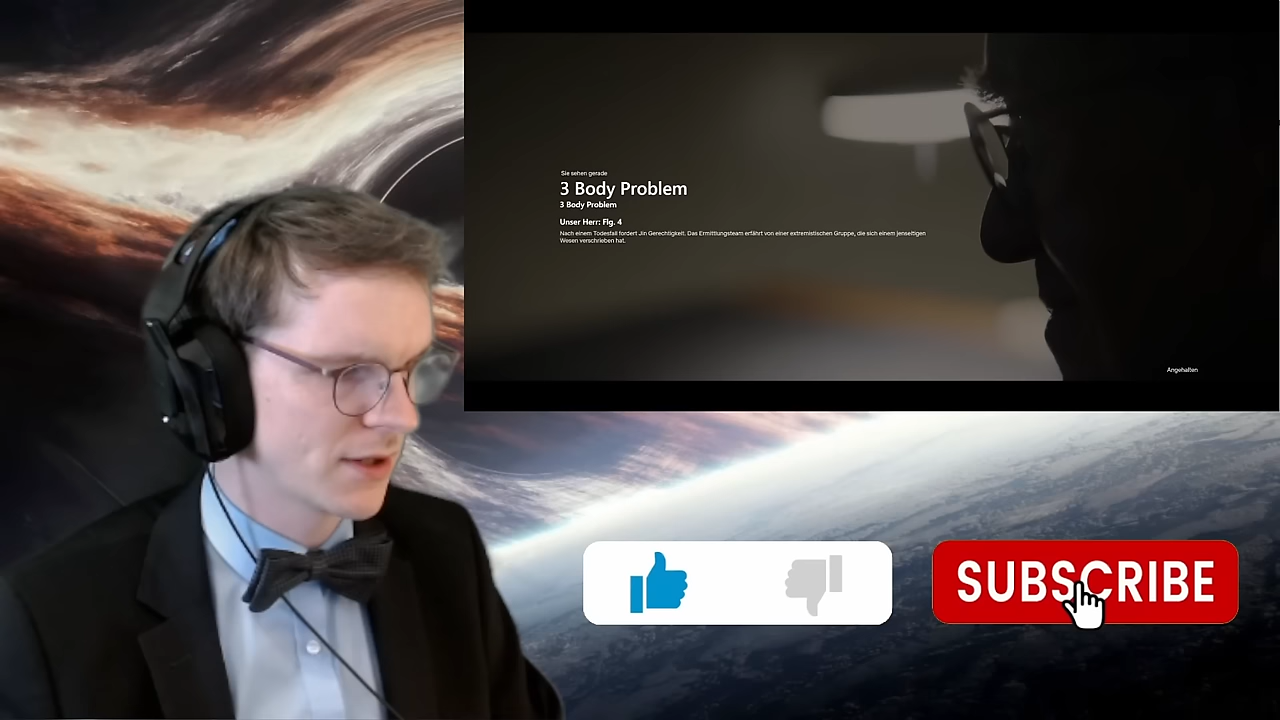 Sie sehen gerade
3 Body Problem
3 Body Problem
Unser Herr: Flg. 4
Nach einem Todesfall fordert Jin Gerechtigkeit. Das Ermittlungsteam erfährt von einer extremistischen Gruppe, die sich einem jenseitigen
Wesen verschrieben hat.
Angehalten
SUBSCRIBE